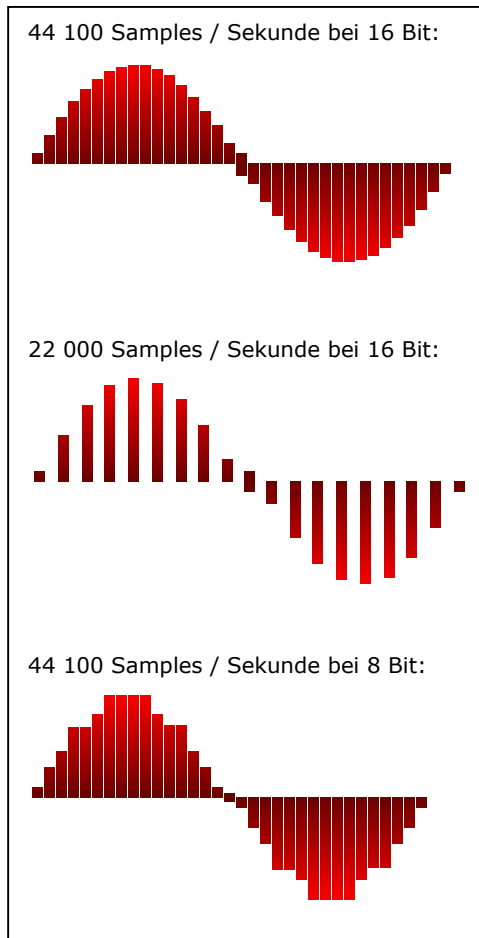 44 100 Samples / Sekunde bei 16 Bit:
22 000 Samples / Sekunde bei 16 Bit:
44 100 Samples / Sekunde bei 8 Bit: